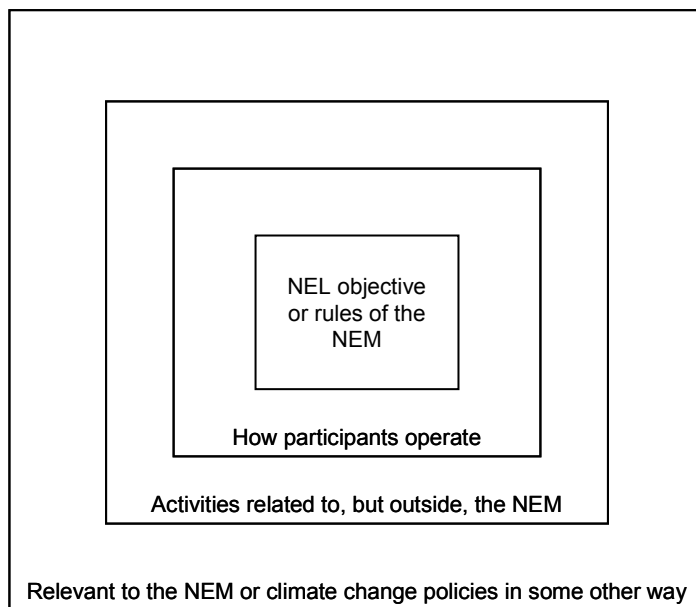 NEL objective
or rules of the
NEM
How participants operate
Activities related to, but outside, the NEM
Relevant to the NEM or climate change policies in some other way